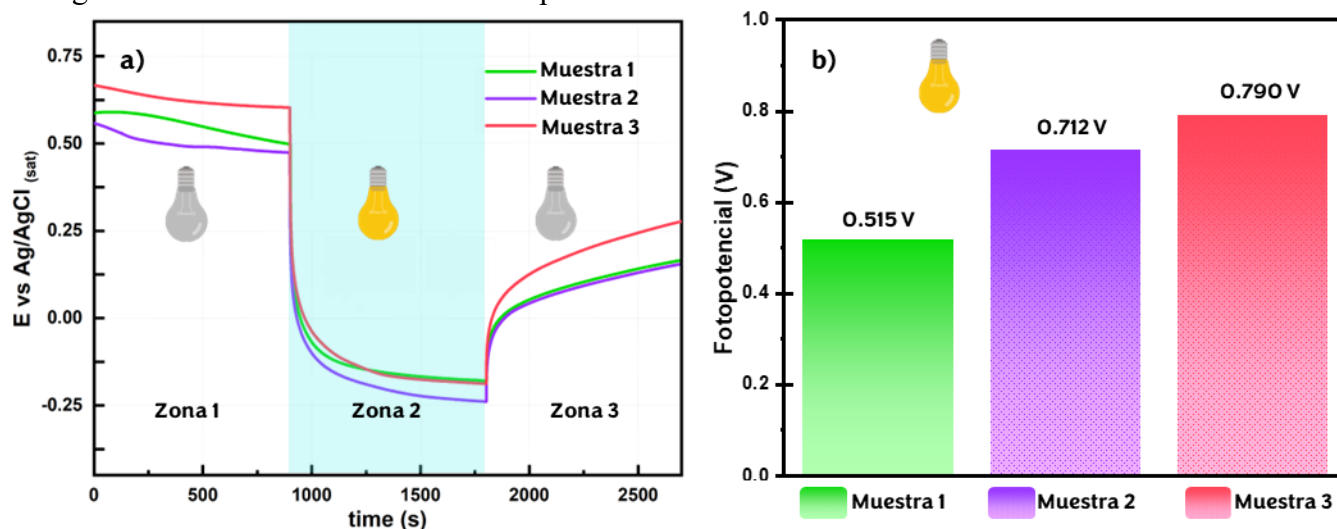 a)
Muestra 1
Muestra 2
Muestra 3
E vs Ag/AgCl (sat)
0.75
0.50
0.25
0.00
-0.25
Zona 1
Zona 2
Zona 3
0
500
1000
1500
2000
2500
time (s)
b)
Fotopotencial (V)
1.0
0.8
0.6
0.4
0.2
0.0
0.515 V
0.712 V
0.790 V
Muestra 1
Muestra 2
Muestra 3